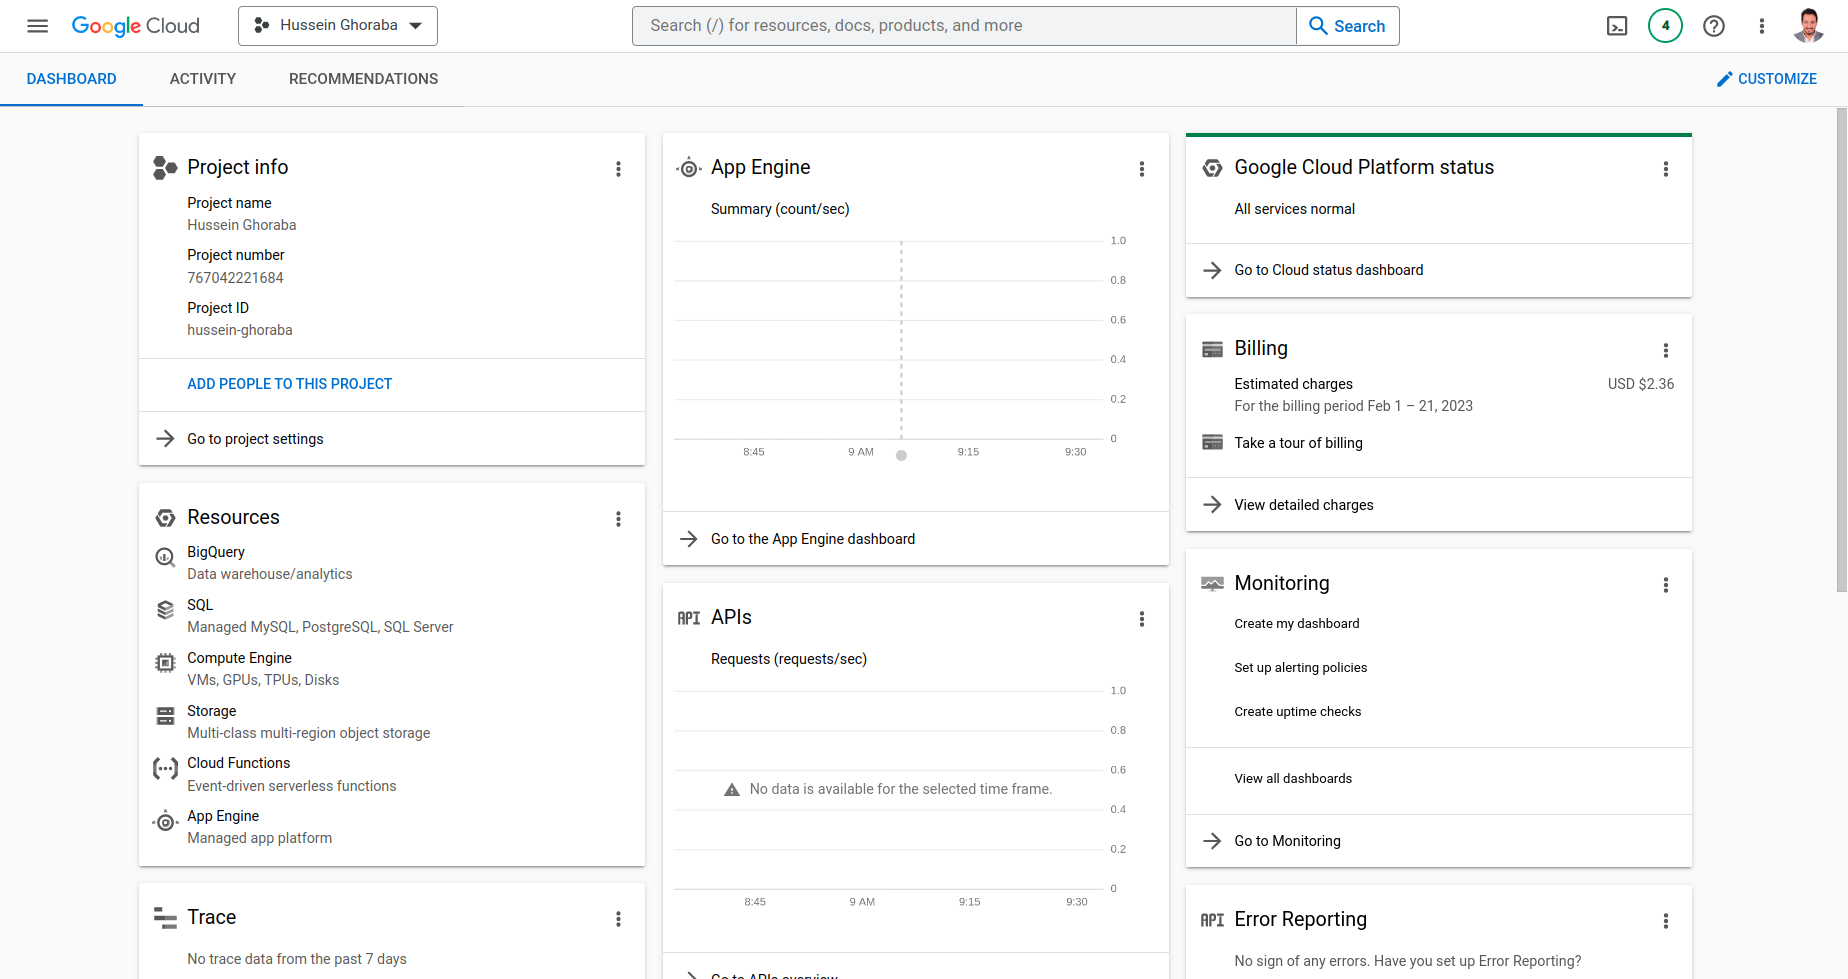 Google Cloud
Hussein Ghoraba
Search (/) for resources, docs, products, and more
Search
4
DASHBOARD
ACTIVITY
RECOMMENDATIONS
CUSTOMIZE
Project info
Project name
Hussein Ghoraba
Project number
767042221684
Project ID
hussein-ghoraba
ADD PEOPLE TO THIS PROJECT
Go to project settings
Resources
BigQuery
Data warehouse/analytics
SQL
Managed MySQL, PostgreSQL, SQL Server
Compute Engine
VMs, GPUs, TPUs, Disks
Storage
Multi-class multi-region object storage
Cloud Functions
Event-driven serverless functions
App Engine
Managed app platform
Trace
No trace data from the past 7 days
App Engine
Summary (count/sec)
1.0
0.8
0.6
0.4
0.2
0
8:45 9 AM 9:15 9:30
Go to the App Engine dashboard
API APIs
Requests (requests/sec)
1.0
0.8
0.6
No data is available for the selected time frame.
0.4
0.2
0
8:45 9 AM 9:15 9:30
Go to APIs overview
Google Cloud Platform status
All services normal
Go to Cloud status dashboard
Billing
Estimated charges USD $2.36
For the billing period Feb 1 – 21, 2023
Take a tour of billing
View detailed charges
Monitoring
Create my dashboard
Set up alerting policies
Create uptime checks
View all dashboards
Go to Monitoring
API Error Reporting
No sign of any errors. Have you set up Error Reporting?